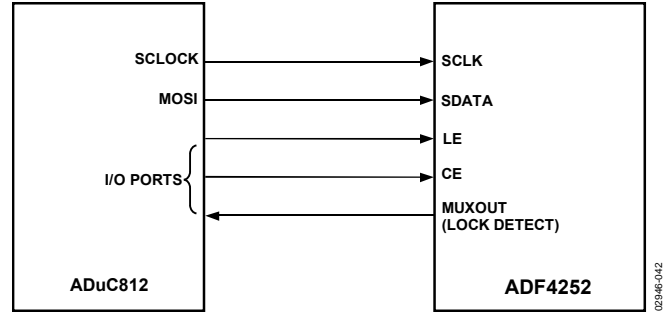 SCLOCK
MOSI
I/O PORTS
ADuC812
SCLK
SDATA
LE
CE
MUXOUT
(LOCK DETECT)
ADF4252
02946-042